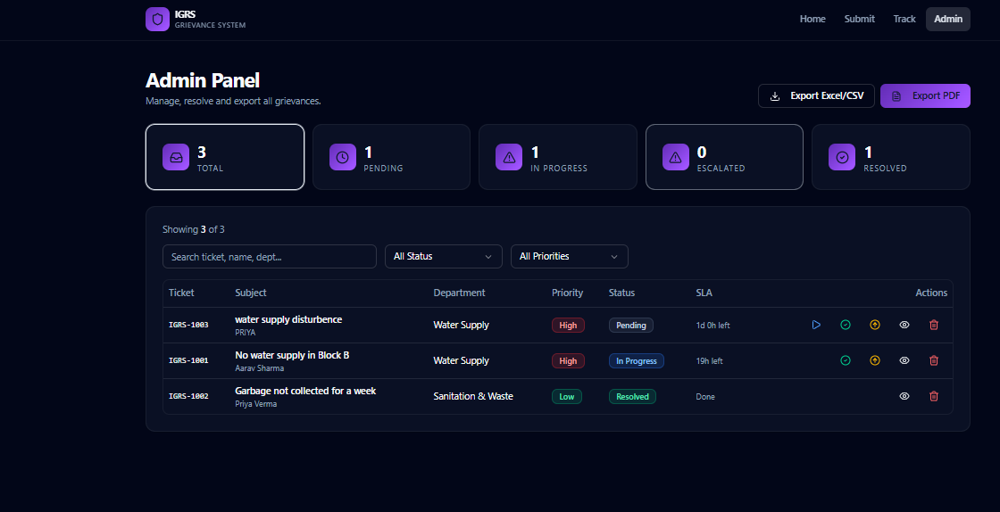 IGRS
GRIEVANCE SYSTEM
Home Submit Track Admin
Admin Panel
Manage, resolve and export all grievances.
Export Excel/CSV Export PDF
3 TOTAL
1 PENDING
1 IN PROGRESS
0 ESCALATED
1 RESOLVED
Showing 3 of 3
Search ticket, name, dept... All Status All Priorities
Ticket Subject Department Priority Status SLA Actions
IGRS-1003 water supply disturbence Water Supply High Pending 1d 0h left
PRIYA
IGRS-1001 No water supply in Block B Water Supply High In Progress 19h left
Aarav Sharma
IGRS-1002 Garbage not collected for a week Sanitation & Waste Low Resolved Done
Priya Verma